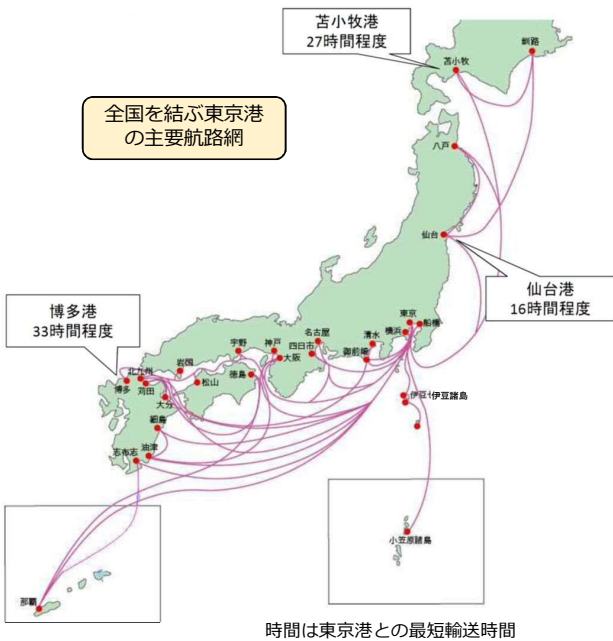 苫小牧港
27時間程度
釧路
苫小牧
全国を結ぶ東京港
の主要航路網
八戸
仙台
仙台港
16時間程度
博多港
33時間程度
東京
船橋
横浜
名古屋
清水
四日市
御前崎
宇野
神戸
大阪
岩国
徳島
松山
北九州
博多
苅田
大分
細島
油津
志布志
伊豆
伊豆諸島
小笠原諸島
那覇
時間は東京港との最短輸送時間